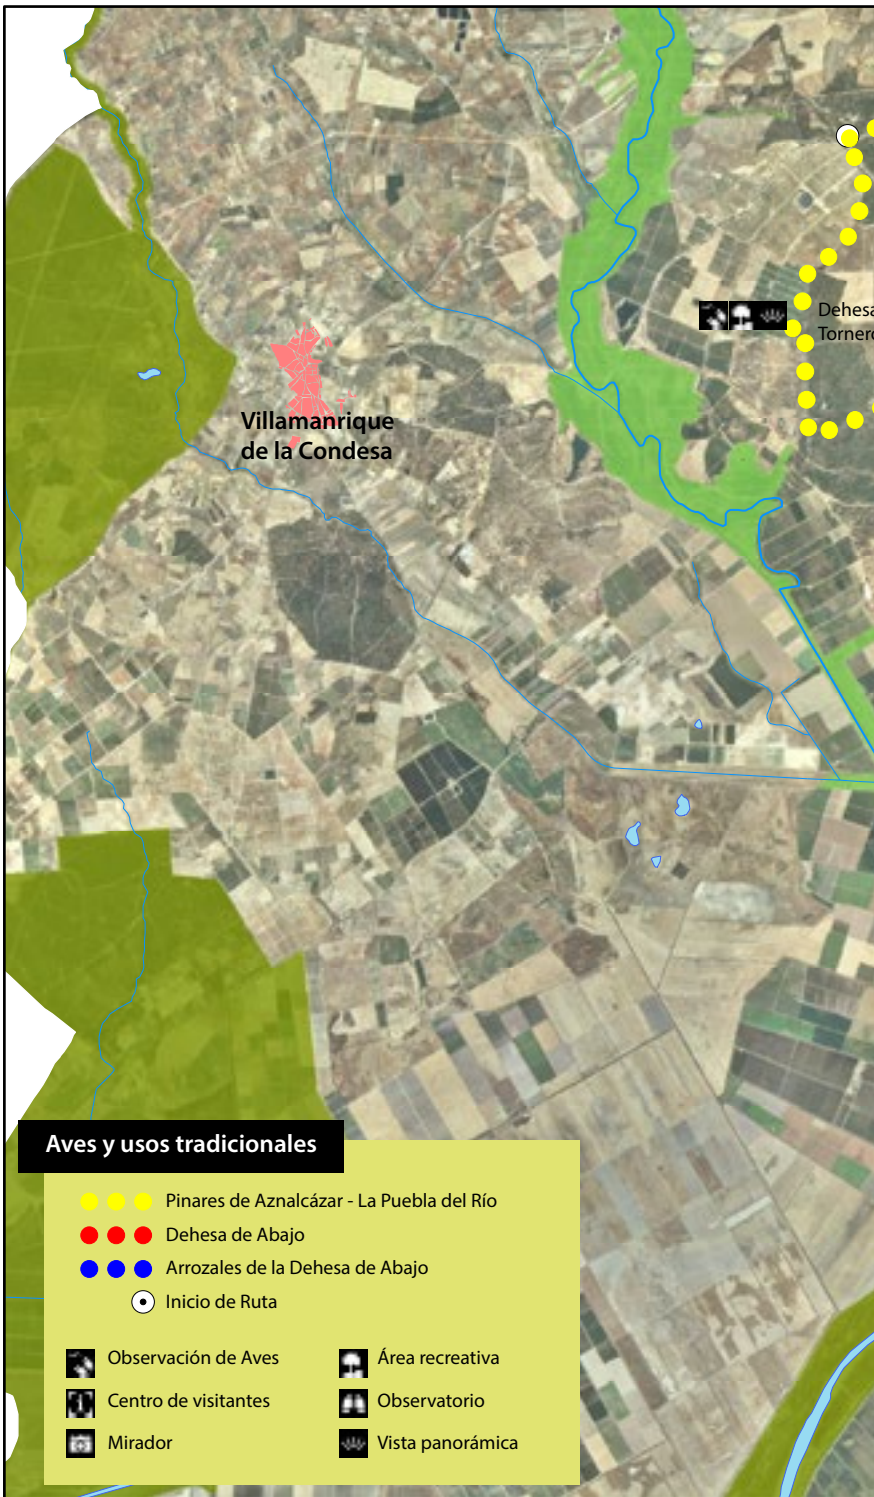 Dehesa
Tornero
Villamanrique
de la Condesa
Aves y usos tradicionales
Pinares de Aznalcázar - La Puebla del Río
Dehesa de Abajo
Arrozales de la Dehesa de Abajo
Inicio de Ruta
Observación de Aves
Área recreativa
Centro de visitantes
Observatorio
Mirador
Vista panorámica